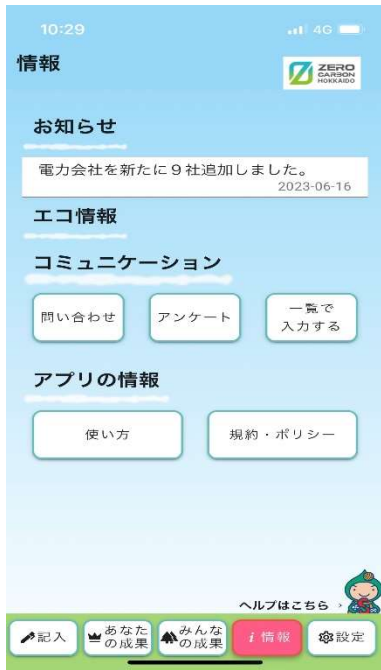 10:29
4G
情報
ZERO
CARBON
HOKKAIDO
お知らせ
電力会社を新たに9社追加しました。
2023-06-16
エコ情報
コミュニケーション
問い合わせ
アンケート
一覧で
入力する
アプリの情報
使い方
規約・ポリシー
ヘルプはこちら
記入
あなた
の成果
みんな
の成果
i 情報
設定